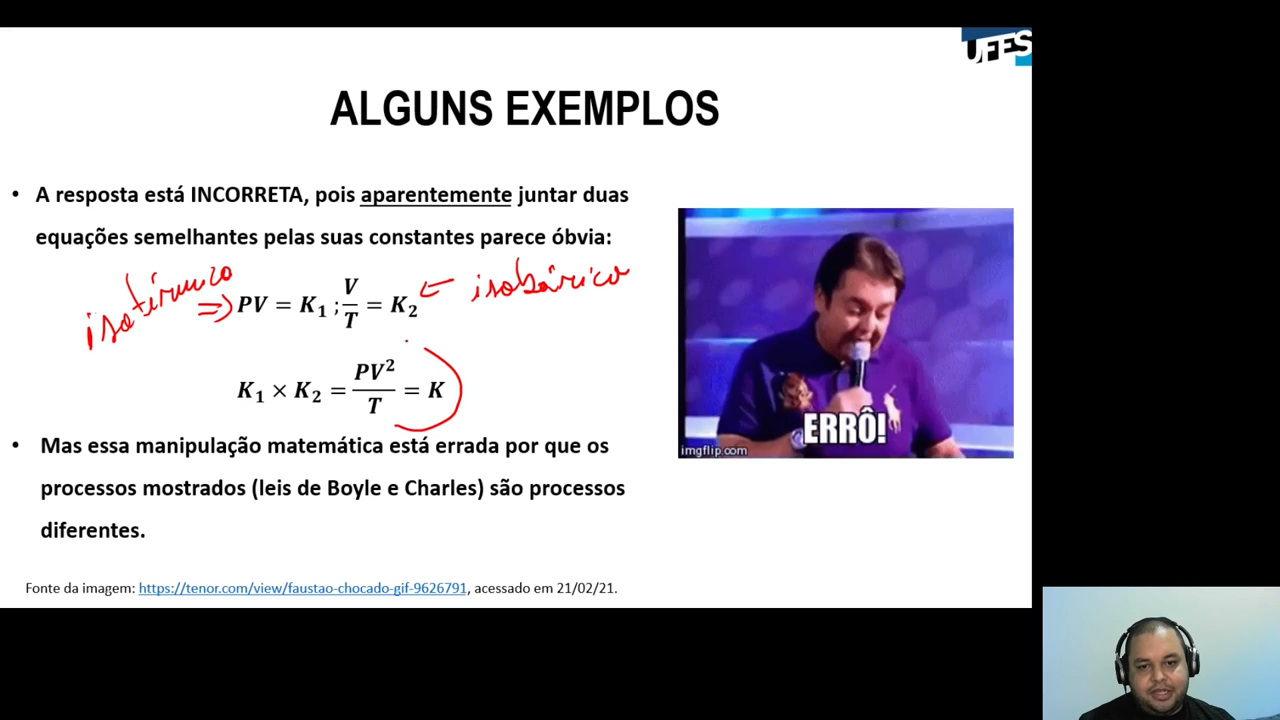 UFES
ALGUNS EXEMPLOS
• A resposta está INCORRETA, pois aparentemente juntar duas
equações semelhantes pelas suas constantes parece óbvia:
isotérmico ⇒ PV = K₁ ; V/T = K₂ ← isobárico
K₁ × K₂ = PV²/T = K
• Mas essa manipulação matemática está errada por que os
processos mostrados (leis de Boyle e Charles) são processos
diferentes.
ERRÔ!
imgflip.com
Fonte da imagem: https://tenor.com/view/faustao-chocado-gif-9626791, acessado em 21/02/21.